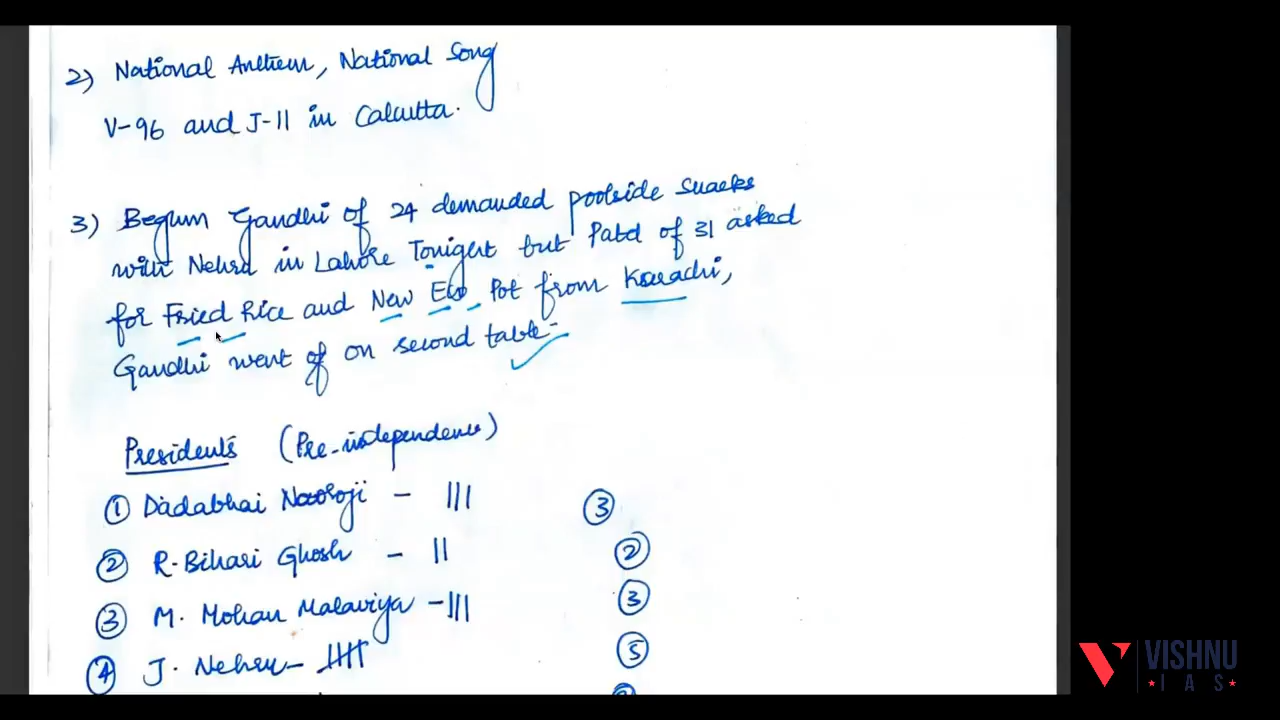 2) National Anthem, National Song
V-96 and J-11 in Calcutta.
3) Begum Gandhi of 24 demanded poolside snacks
with Nehru in Lahore Tonight but Patel of 31 asked
for Fried Rice and New Eco Pot from Karachi,
Gandhi went of on second table-
Presidents (Pre-independence)
① Dadabhai Naoroji - ||| ③
② R. Bihari Ghosh - || ②
③ M. Mohan Malaviya - ||| ③
④ J. Nehru - ⑤
VISHNU
IAS